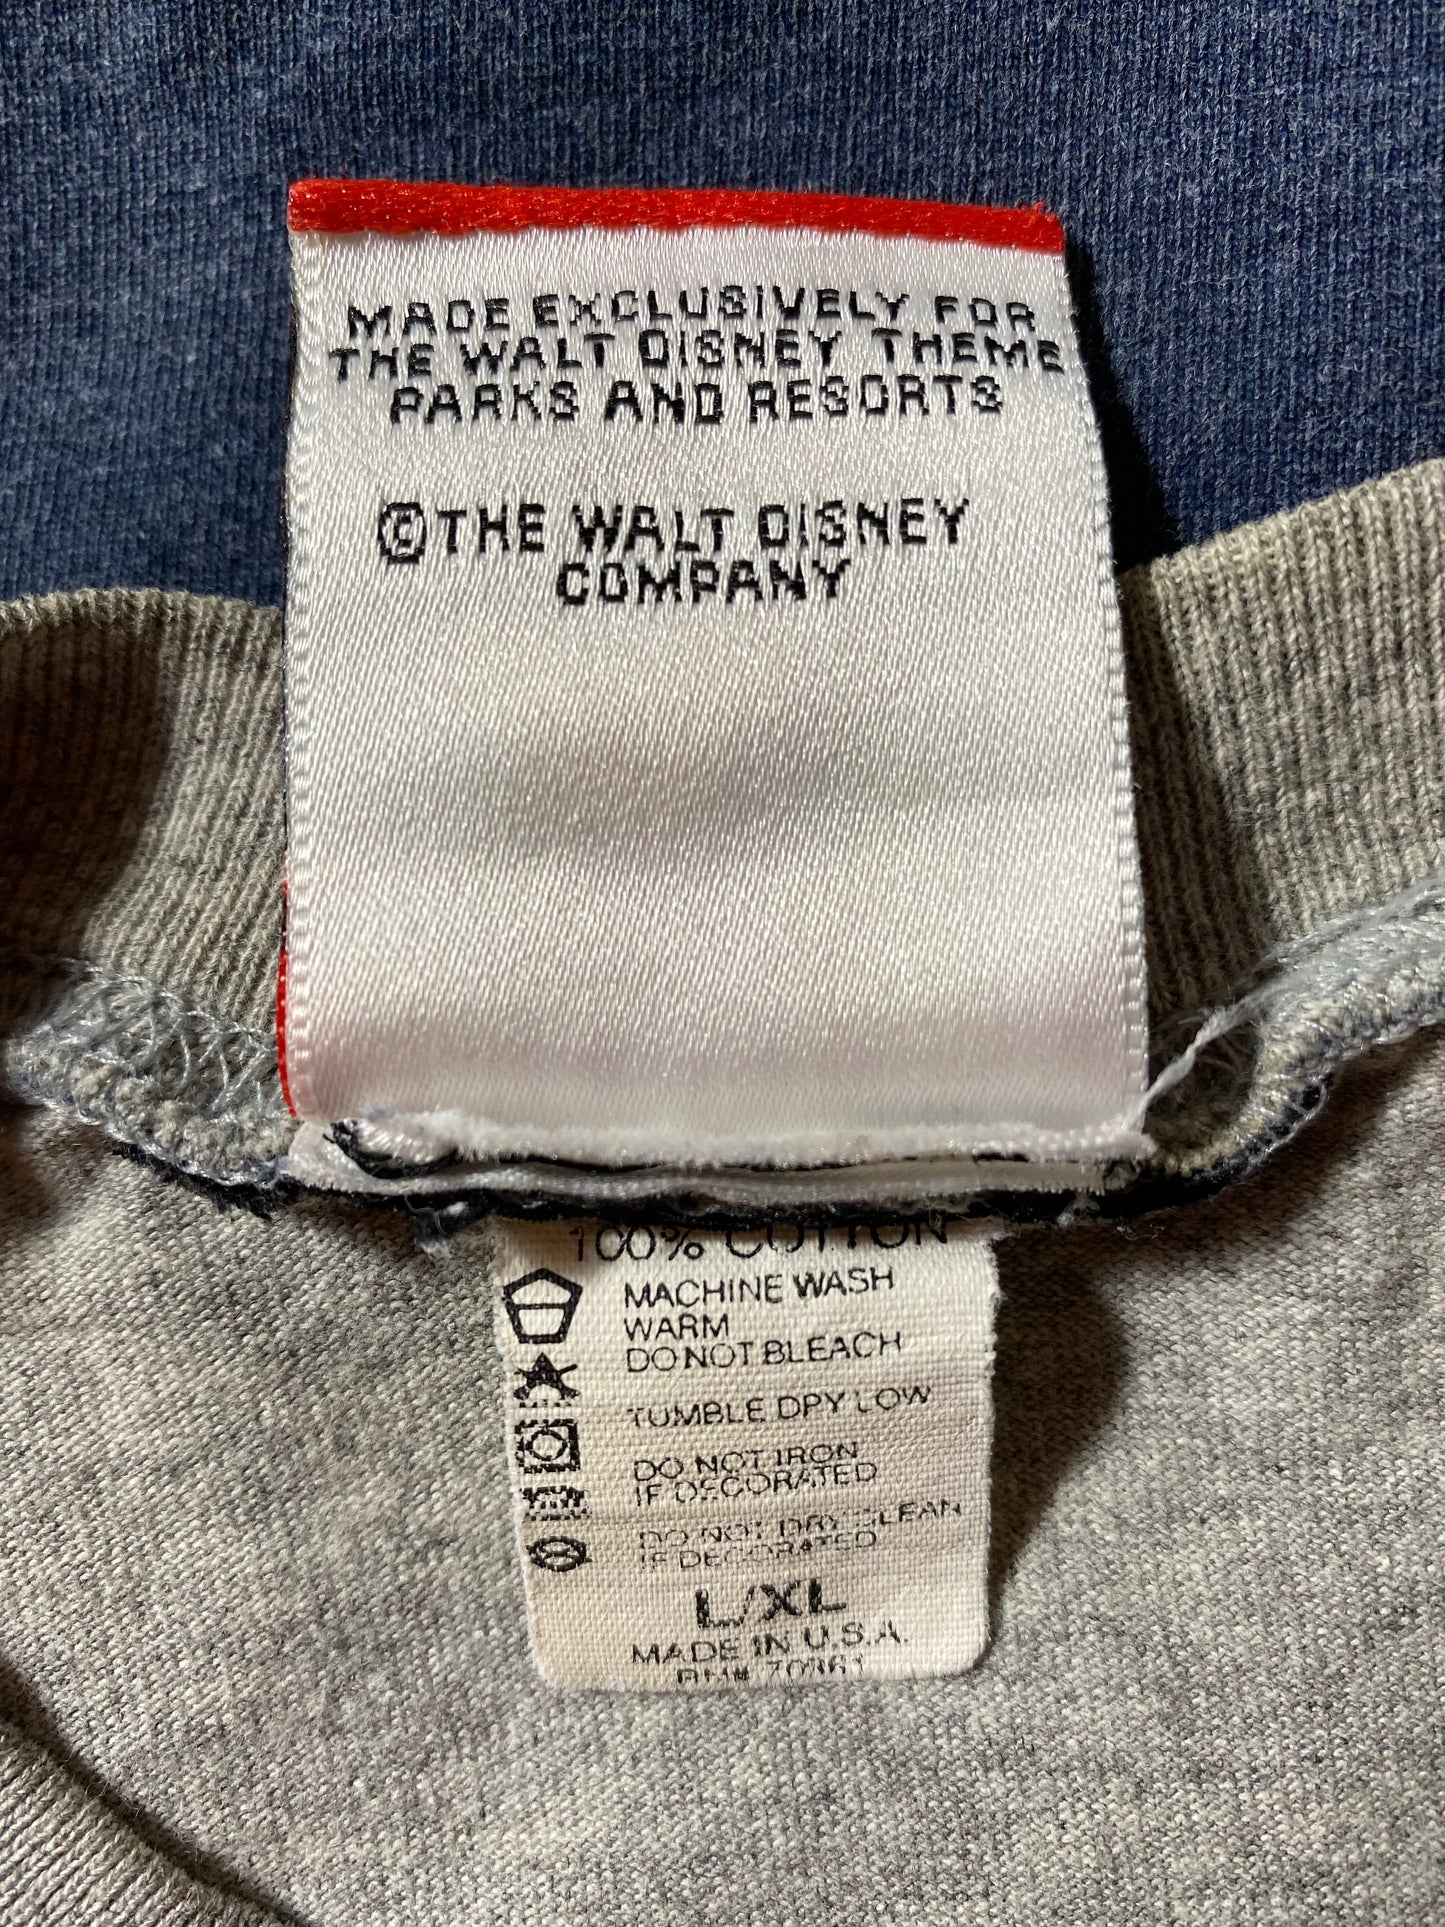 MADE EXCLUSIVELY FOR
THE WALT DISNEY THEME
PARKS AND RESORTS
©THE WALT DISNEY
COMPANY
100% COTTON
MACHINE WASH
WARM
DO NOT BLEACH
TUMBLE DRY LOW
DO NOT IRON
IF DECORATED
DO NOT DRY CLEAN
IF DECORATED
L/XL
MADE IN U.S.A.
RN#